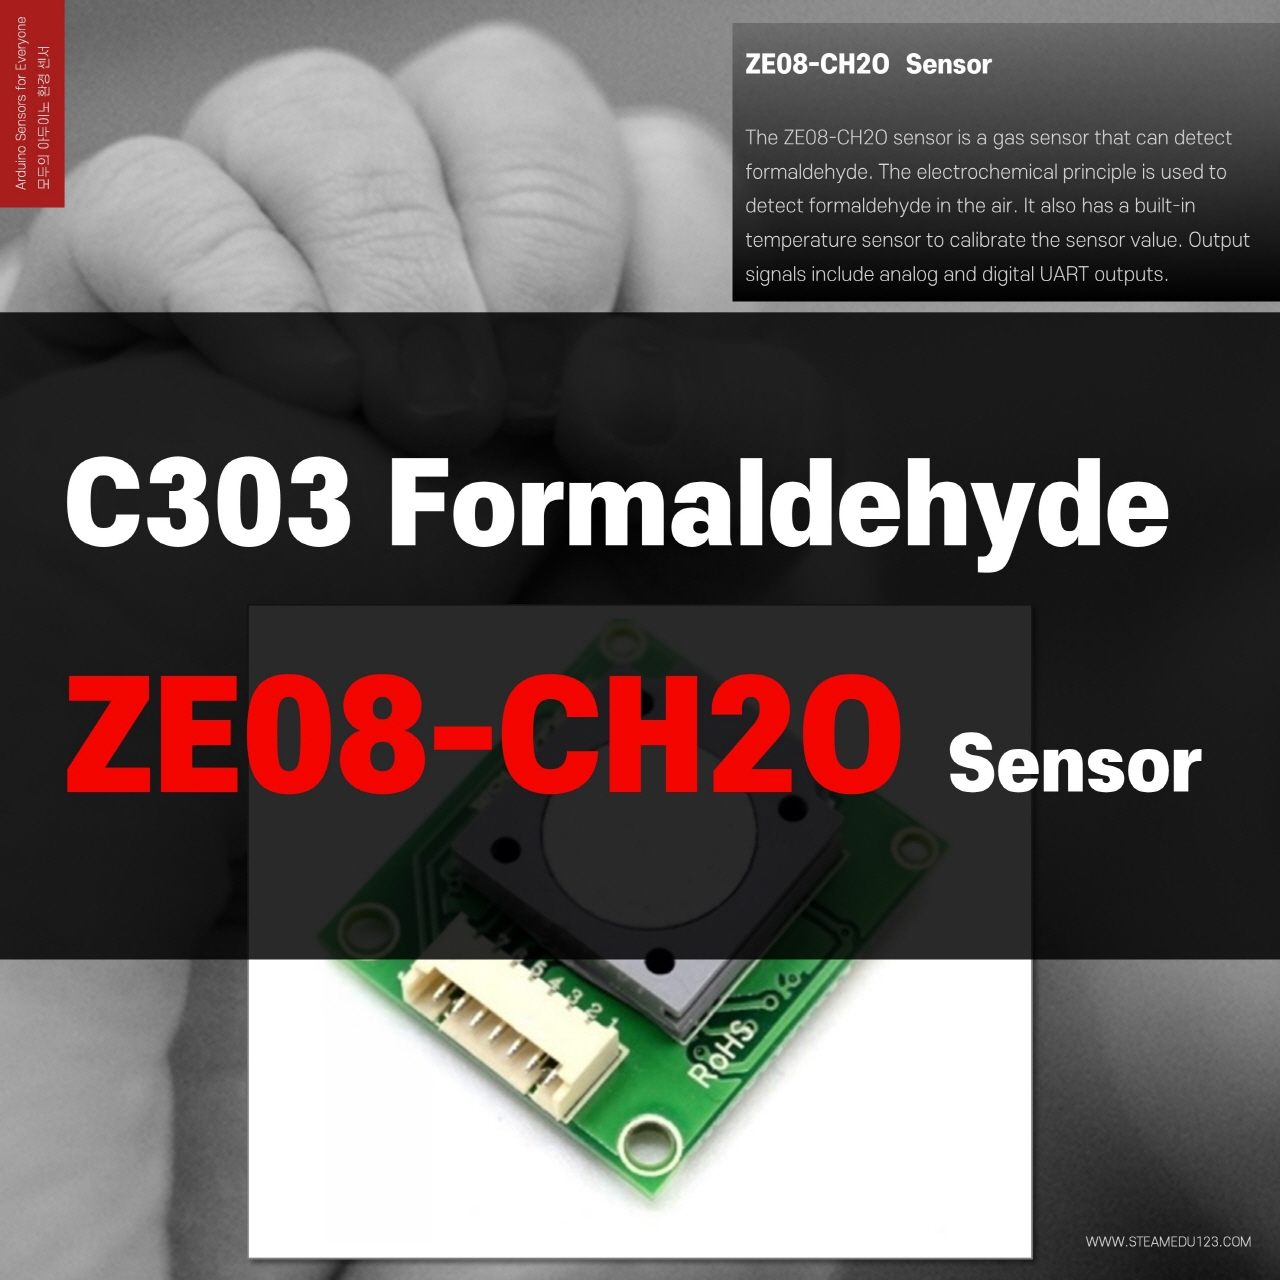 Arduino Sensors for Everyone
모두의 아두이노 환경 센서
ZE08-CH2O Sensor
The ZE08-CH2O sensor is a gas sensor that can detect
formaldehyde. The electrochemical principle is used to
detect formaldehyde in the air. It also has a built-in
temperature sensor to calibrate the sensor value. Output
signals include analog and digital UART outputs.
C303 Formaldehyde
ZE08-CH2O Sensor
7 6 5 4 3 2 1
RoHS
WWW.STEAMEDU123.COM